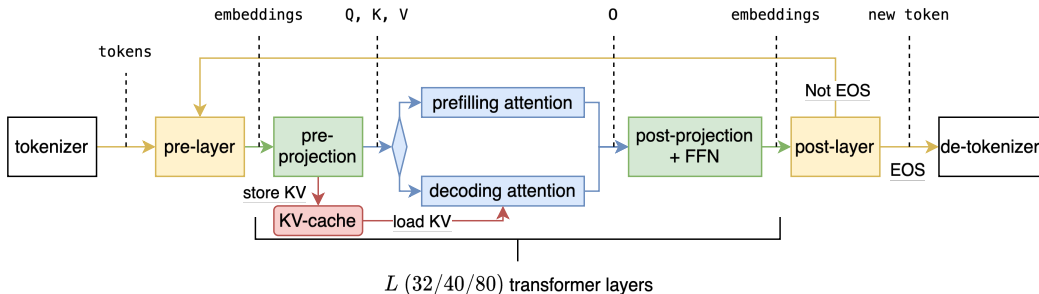 embeddings
Q, K, V
O
embeddings
new token
tokens
Not EOS
prefilling attention
tokenizer
pre-layer
pre-
projection
post-projection
+ FFN
post-layer
de-tokenizer
EOS
store KV
decoding attention
KV-cache
load KV
L (32/40/80) transformer layers